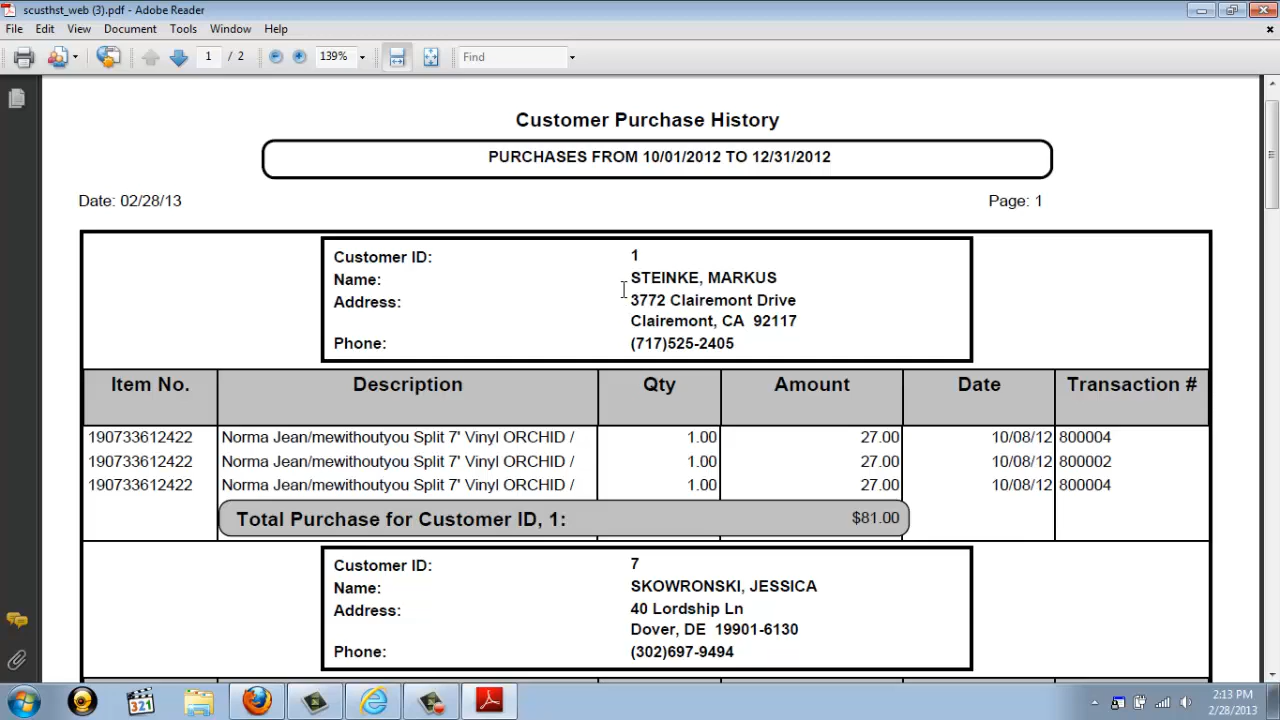 scusthst_web (3).pdf - Adobe Reader
File Edit View Document Tools Window Help
1 / 2 139% Find
Customer Purchase History
PURCHASES FROM 10/01/2012 TO 12/31/2012
Date: 02/28/13 Page: 1
Customer ID: 1
Name: STEINKE, MARKUS
Address: 3772 Clairemont Drive
Clairemont, CA 92117
Phone: (717)525-2405
Item No. Description Qty Amount Date Transaction #
190733612422 Norma Jean/mewithoutyou Split 7' Vinyl ORCHID / 1.00 27.00 10/08/12 800004
190733612422 Norma Jean/mewithoutyou Split 7' Vinyl ORCHID / 1.00 27.00 10/08/12 800002
190733612422 Norma Jean/mewithoutyou Split 7' Vinyl ORCHID / 1.00 27.00 10/08/12 800004
Total Purchase for Customer ID, 1: $81.00
Customer ID: 7
Name: SKOWRONSKI, JESSICA
Address: 40 Lordship Ln
Dover, DE 19901-6130
Phone: (302)697-9494
321
2:13 PM
2/28/2013